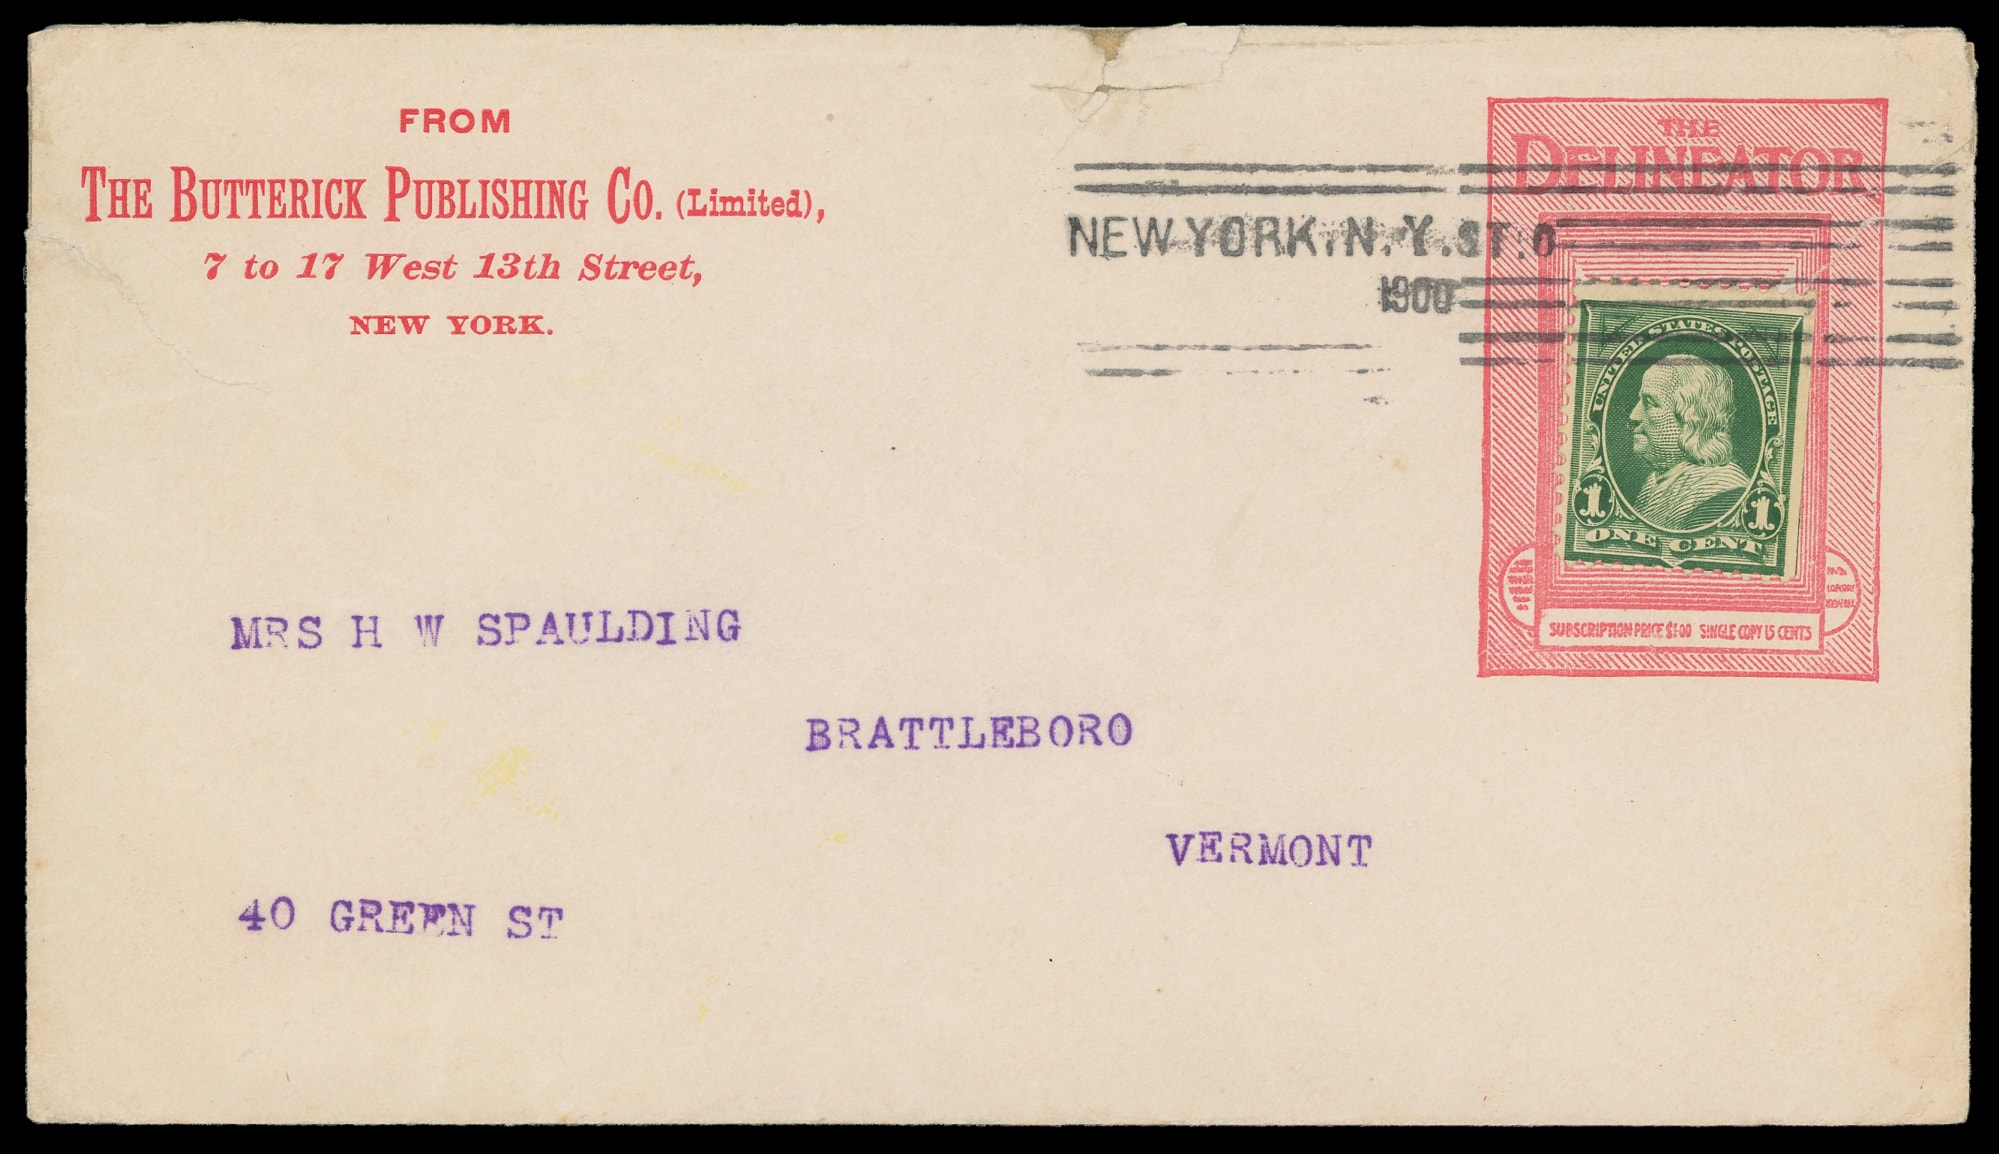 FROM
THE BUTTERICK PUBLISHING CO. (Limited),
7 to 17 West 13th Street,
NEW YORK.
THE
DELINEATOR
NEW YORK, N. Y. ST. O
1900
UNITED STATES POSTAGE
1 1
ONE CENT
SUBSCRIPTION PRICE $1.00 SINGLE COPY 15 CENTS
MRS H W SPAULDING
BRATTLEBORO
VERMONT
40 GREEN ST